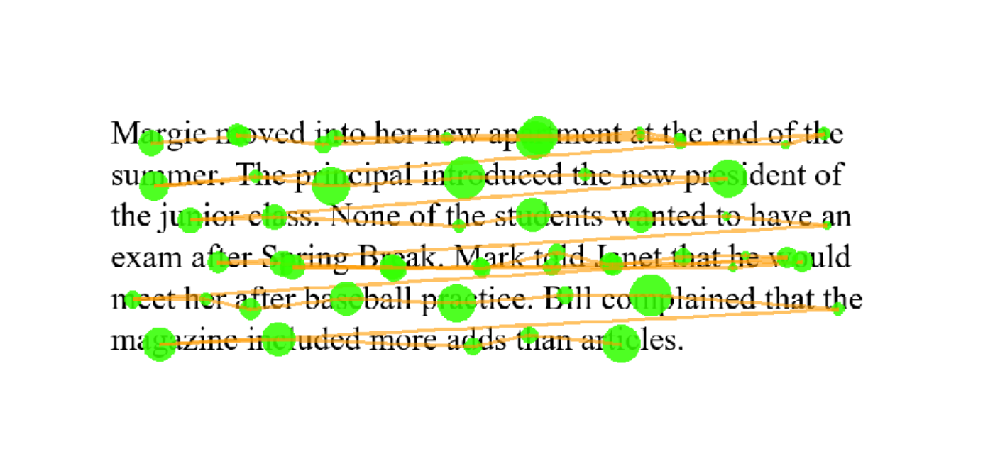 Margie moved into her new apartment at the end of the
summer. The principal introduced the new president of
the junior class. None of the students wanted to have an
exam after Spring Break. Mark told Janet that he would
meet her after baseball practice. Bill complained that the
magazine included more adds than articles.